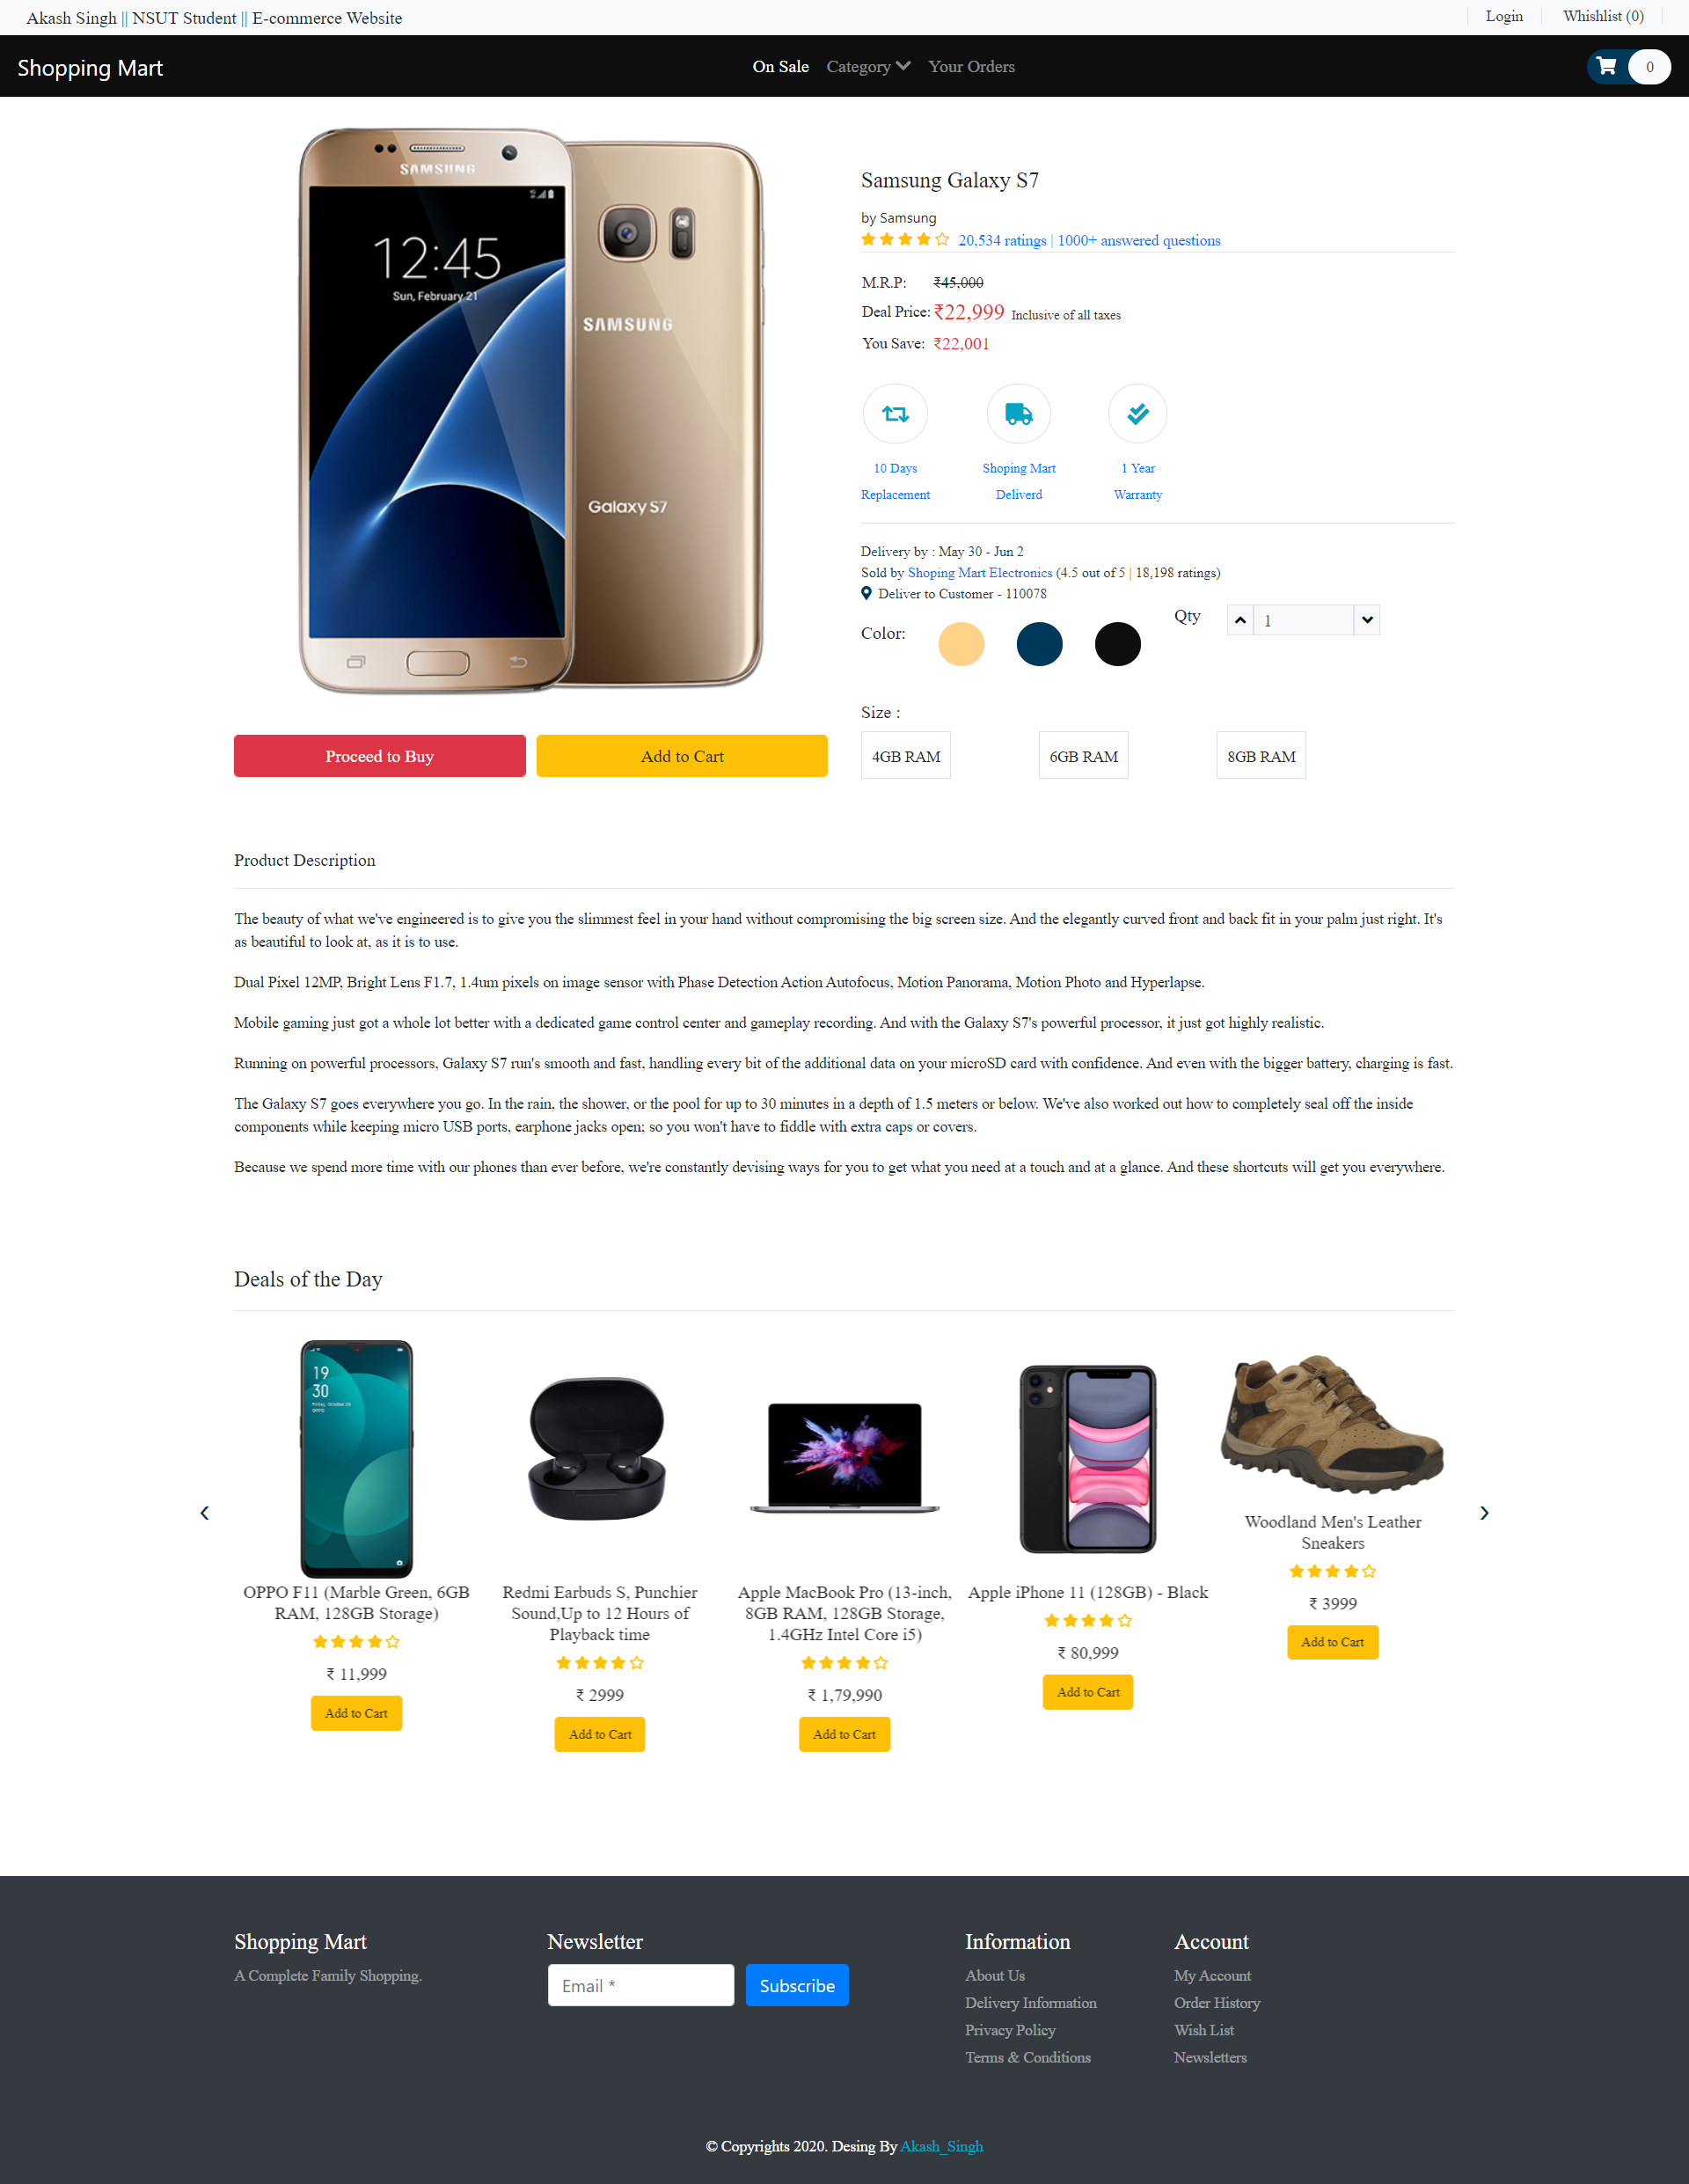 Akash Singh || NSUT Student || E-commerce Website
Login
Whishlist (0)
Shopping Mart
On Sale
Category
Your Orders
0
SAMSUNG
12:45
Sun, February 21
SAMSUNG
Galaxy S7
Samsung Galaxy S7
by Samsung
20,534 ratings | 1000+ answered questions
M.R.P: ₹45,000
Deal Price: ₹22,999 Inclusive of all taxes
You Save: ₹22,001
10 Days
Replacement
Shoping Mart
Deliverd
1 Year
Warranty
Delivery by : May 30 - Jun 2
Sold by Shoping Mart Electronics (4.5 out of 5 | 18,198 ratings)
Deliver to Customer - 110078
Color:
Qty
1
Size :
4GB RAM
6GB RAM
8GB RAM
Proceed to Buy
Add to Cart
Product Description
The beauty of what we've engineered is to give you the slimmest feel in your hand without compromising the big screen size. And the elegantly curved front and back fit in your palm just right. It's
as beautiful to look at, as it is to use.
Dual Pixel 12MP, Bright Lens F1.7, 1.4um pixels on image sensor with Phase Detection Action Autofocus, Motion Panorama, Motion Photo and Hyperlapse.
Mobile gaming just got a whole lot better with a dedicated game control center and gameplay recording. And with the Galaxy S7's powerful processor, it just got highly realistic.
Running on powerful processors, Galaxy S7 run's smooth and fast, handling every bit of the additional data on your microSD card with confidence. And even with the bigger battery, charging is fast.
The Galaxy S7 goes everywhere you go. In the rain, the shower, or the pool for up to 30 minutes in a depth of 1.5 meters or below. We've also worked out how to completely seal off the inside
components while keeping micro USB ports, earphone jacks open; so you won't have to fiddle with extra caps or covers.
Because we spend more time with our phones than ever before, we're constantly devising ways for you to get what you need at a touch and at a glance. And these shortcuts will get you everywhere.
Deals of the Day
19
30
Friday, October 26
OPPO F11 (Marble Green, 6GB
RAM, 128GB Storage)
₹ 11,999
Add to Cart
Redmi Earbuds S, Punchier
Sound,Up to 12 Hours of
Playback time
₹ 2999
Add to Cart
Apple MacBook Pro (13-inch,
8GB RAM, 128GB Storage,
1.4GHz Intel Core i5)
₹ 1,79,990
Add to Cart
Apple iPhone 11 (128GB) - Black
₹ 80,999
Add to Cart
Woodland Men's Leather
Sneakers
₹ 3999
Add to Cart
Shopping Mart
A Complete Family Shopping.
Newsletter
Email *
Subscribe
Information
About Us
Delivery Information
Privacy Policy
Terms & Conditions
Account
My Account
Order History
Wish List
Newsletters
© Copyrights 2020. Desing By Akash_Singh